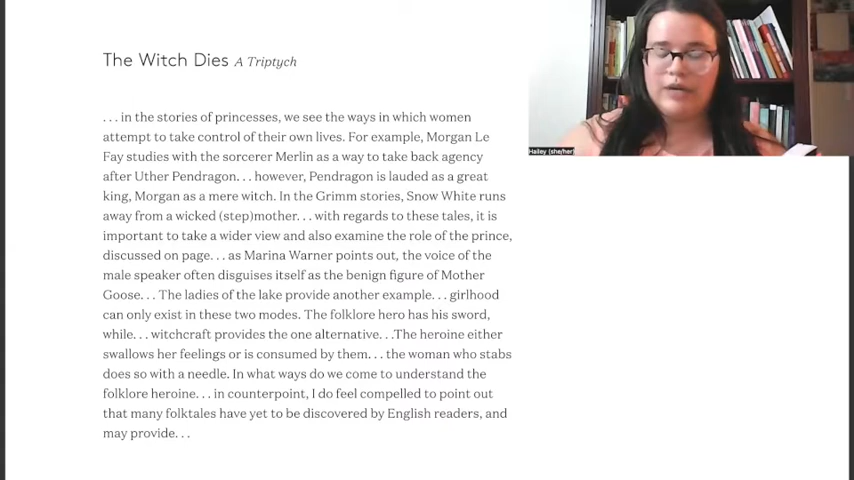 The Witch Dies A Triptych
. . . in the stories of princesses, we see the ways in which women
attempt to take control of their own lives. For example, Morgan Le
Fay studies with the sorcerer Merlin as a way to take back agency
after Uther Pendragon. . . however, Pendragon is lauded as a great
king, Morgan as a mere witch. In the Grimm stories, Snow White runs
away from a wicked (step)mother. . . with regards to these tales, it is
important to take a wider view and also examine the role of the prince,
discussed on page. . . as Marina Warner points out, the voice of the
male speaker often disguises itself as the benign figure of Mother
Goose. . . The ladies of the lake provide another example. . . girlhood
can only exist in these two modes. The folklore hero has his sword,
while. . . witchcraft provides the one alternative. . .The heroine either
swallows her feelings or is consumed by them. . . the woman who stabs
does so with a needle. In what ways do we come to understand the
folklore heroine. . . in counterpoint, I do feel compelled to point out
that many folktales have yet to be discovered by English readers, and
may provide. . .
Hailey (she/her)